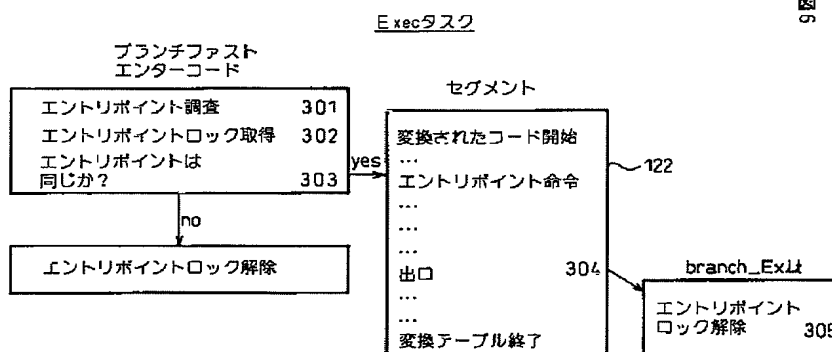 図6
Execタスク
ブランチファスト
エンターコード
エントリポイント調査 301
エントリポイントロック取得 302
エントリポイントは
同じか？ 303
yes
no
エントリポイントロック解除
セグメント
変換されたコード開始
...
エントリポイント命令
...
...
...
出口 304
...
...
変換テーブル終了
122
branch_Exit
エントリポイント
ロック解除 305